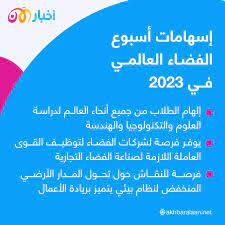 أخبار الآن
إسهامات أسبوع
الفضاء العالمي
في 2023
إلهام الطلاب من جميع أنحاء العالم لدراسة
العلوم والتكنولوجيا والهندسة
يوفر فرصة لشركات الفضاء لتوظيف القوى
العاملة اللازمة لصناعة الفضاء التجارية
فرصة للنقاش حول تحول المدار الأرضي
المنخفض لنظام بيئي يتميز بريادة الأعمال
akhbaralaan.net